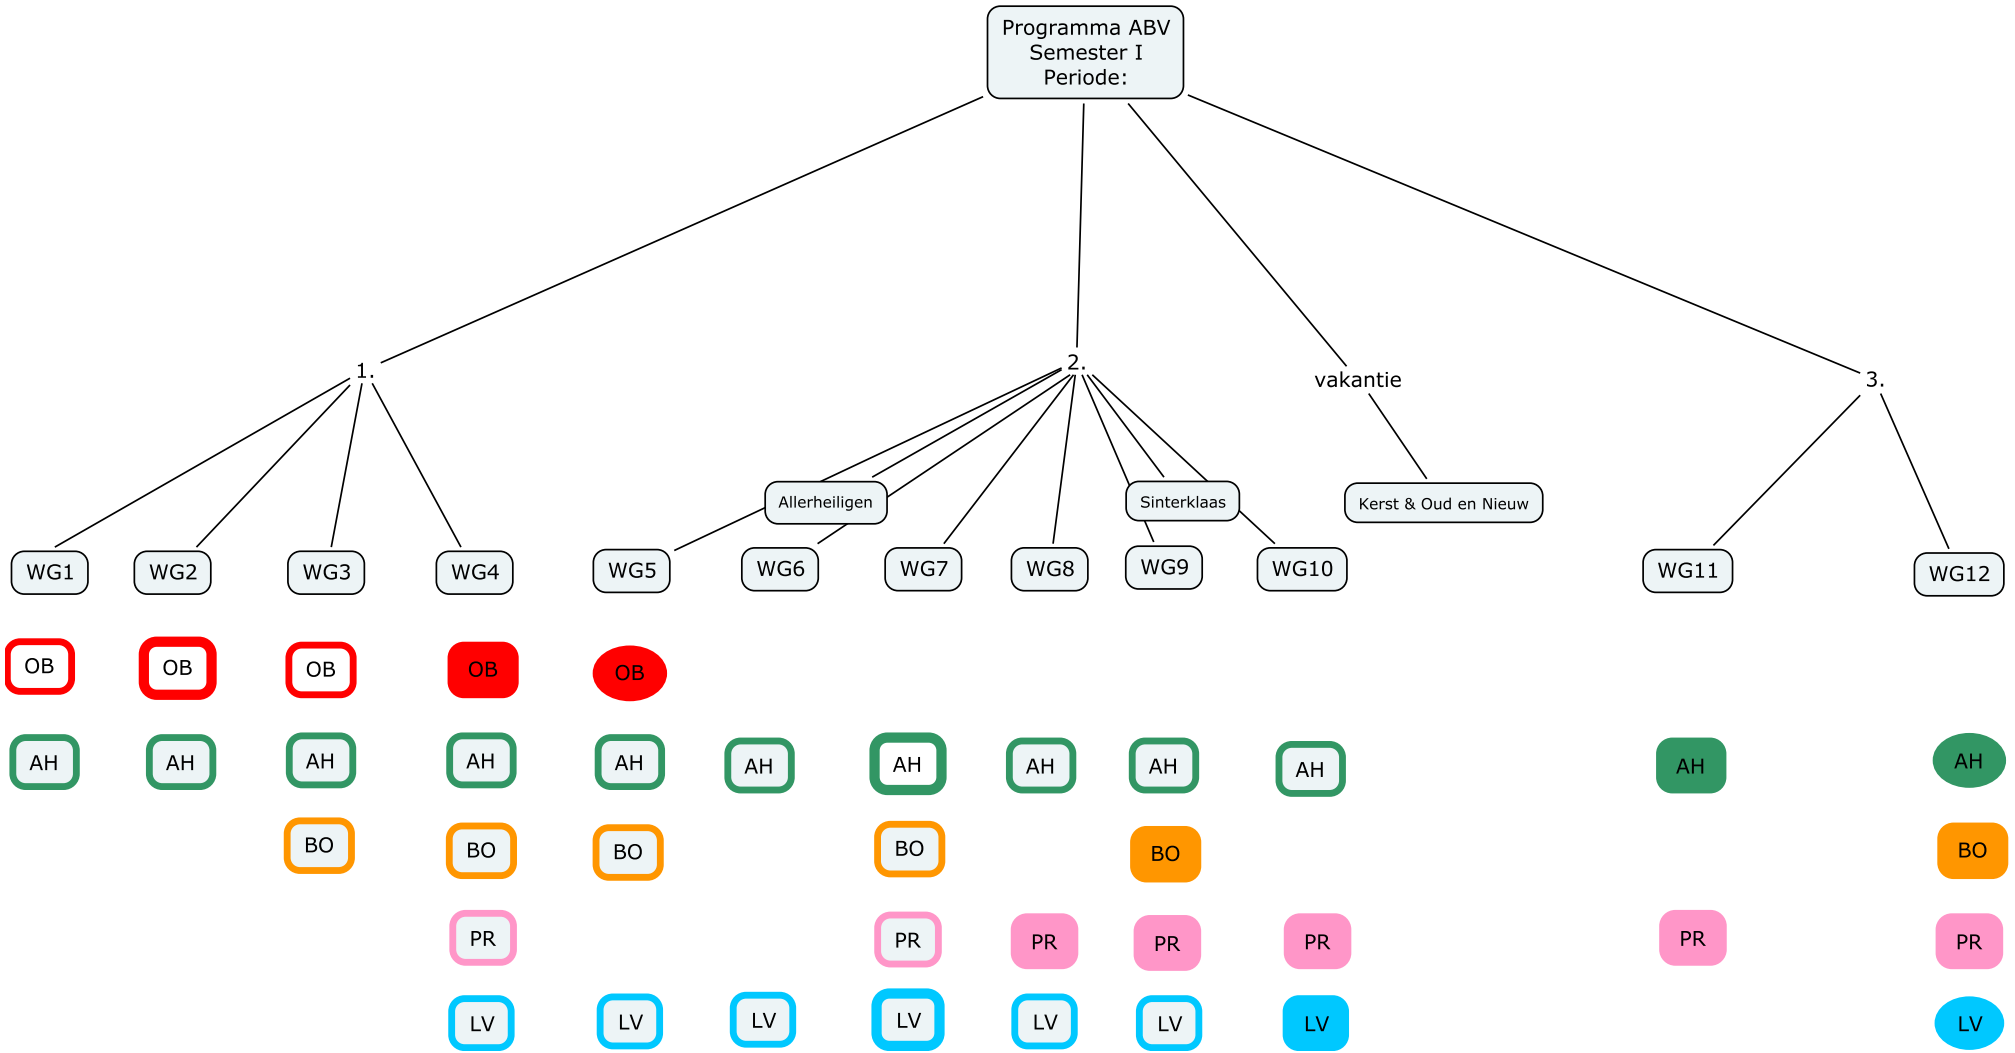 Programma ABV
Semester I
Periode:
1.
2.
vakantie
3.
Allerheiligen
Sinterklaas
Kerst & Oud en Nieuw
WG1
WG2
WG3
WG4
WG5
WG6
WG7
WG8
WG9
WG10
WG11
WG12
OB
OB
OB
OB
OB
AH
AH
AH
AH
AH
AH
AH
AH
AH
AH
AH
AH
BO
BO
BO
BO
BO
BO
PR
PR
PR
PR
PR
PR
PR
LV
LV
LV
LV
LV
LV
LV
LV